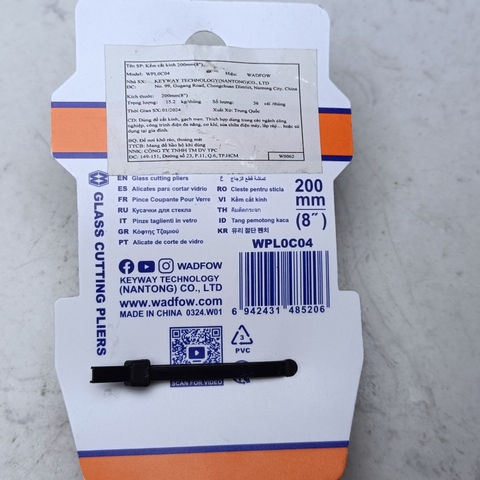 Tên SP: Kềm cắt kính 200mm(8"),
Model: WPL0C04 Hiệu: WADFOW
Nhà SX: KEYWAY TECHNOLOGY(NANTONG)CO., LTD
ĐC: No. 99, Gugang Road, Chongchuan District, Nantong City, China
Kích thước: 200mm(8")
Trọng lượng: 15.2 kg/thùng Số lượng: 36 cái /thùng
Thời Gian SX: 01/2024 Xuất Xứ: Trung Quốc
CD: Dùng để cắt kính, gạch men. Thích hợp dùng trong các ngành công
nghiệp, công trình điện đa năng, cơ khí, sửa chữa điện máy, lắp ráp... hoặc sử
dụng tại gia đình.
BQ: Để nơi khô ráo, thoáng mát
TTCB: Mang đồ bảo hộ khi dùng
NMK: CÔNG TY TNHH TM DV TPC
ĐC: 149-151, Đường số 23, P.11, Q.6, TP.HCM W0062
EN Glass cutting pliers ع كماشة قطع الزجاج
ES Alicates para cortar vidrio RO Cleste pentru sticla
FR Pince Coupante Pour Verre VI Kềm cắt kính
RU Кусачки для стекла TH คีมตัดกระจก
IT Pinze taglienti in vetro ID Tang pemotong kaca
GR Κόφτης Τζαμιού KR 유리 절단 펜치
PT Alicate de corte de vidro
200
mm
(8″)
GLASS CUTTING PLIERS
WPL0C04
WADFOW
KEYWAY TECHNOLOGY
(NANTONG) CO., LTD
www.wadfow.com
MADE IN CHINA 0324.W01
6 942431 485206
3
PVC
SCAN FOR VIDEO